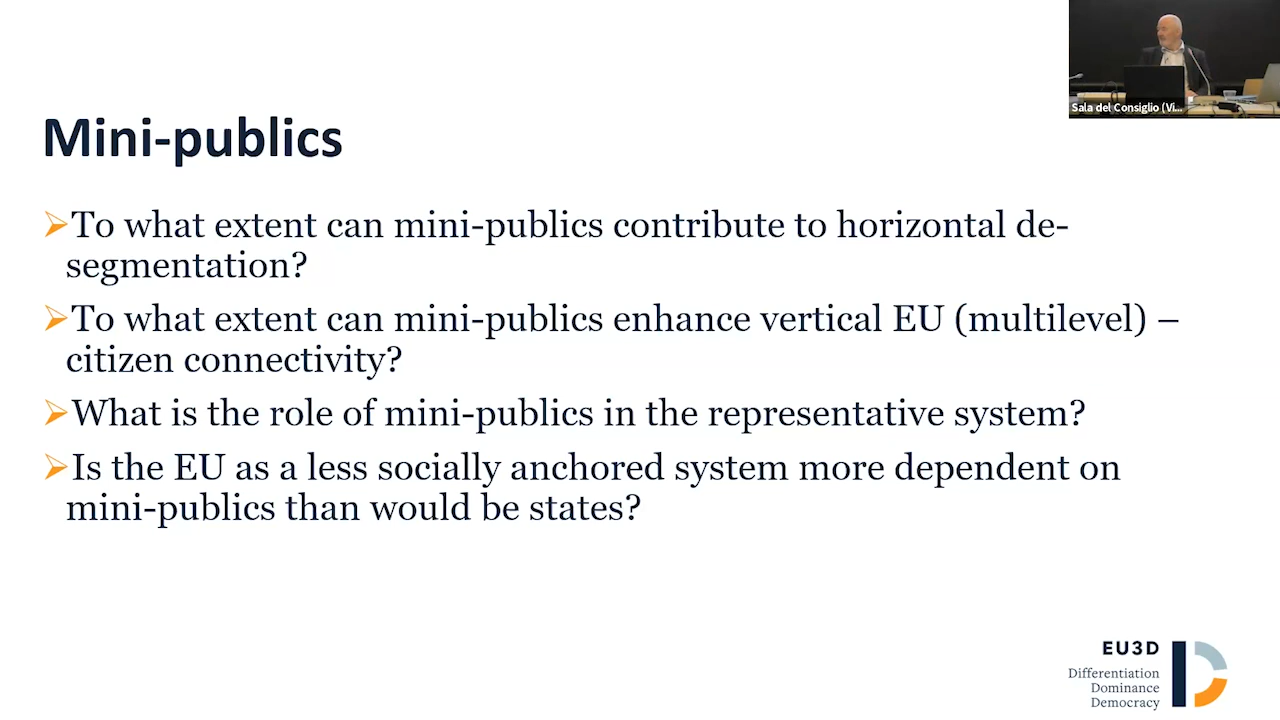 Sala del Consiglio (Vi...
Mini-publics
➢To what extent can mini-publics contribute to horizontal de-
segmentation?
➢To what extent can mini-publics enhance vertical EU (multilevel) –
citizen connectivity?
➢What is the role of mini-publics in the representative system?
➢Is the EU as a less socially anchored system more dependent on
mini-publics than would be states?
EU3D
Differentiation
Dominance
Democracy